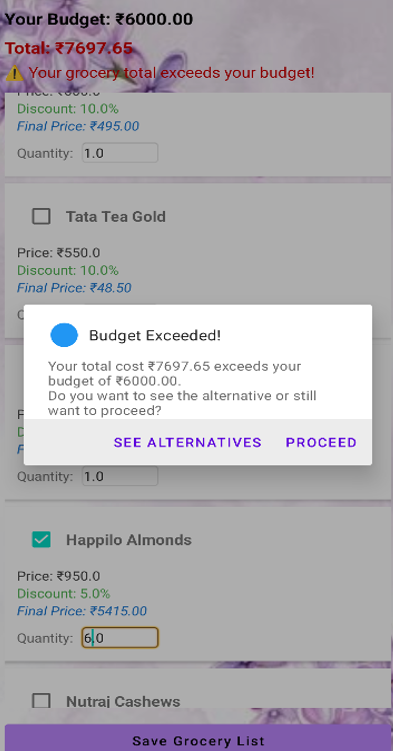 Your Budget: ₹6000.00
Total: ₹7697.65
Your grocery total exceeds your budget!
Discount: 10.0%
Final Price: ₹495.00
Quantity: 1.0
Tata Tea Gold
Price: ₹550.0
Discount: 10.0%
Final Price: ₹48.50
Budget Exceeded!
Your total cost ₹7697.65 exceeds your
budget of ₹6000.00.
Do you want to see the alternative or still
want to proceed?
SEE ALTERNATIVES PROCEED
Quantity: 1.0
Happilo Almonds
Price: ₹950.0
Discount: 5.0%
Final Price: ₹5415.00
Quantity: 6.0
Nutraj Cashews
Save Grocery List